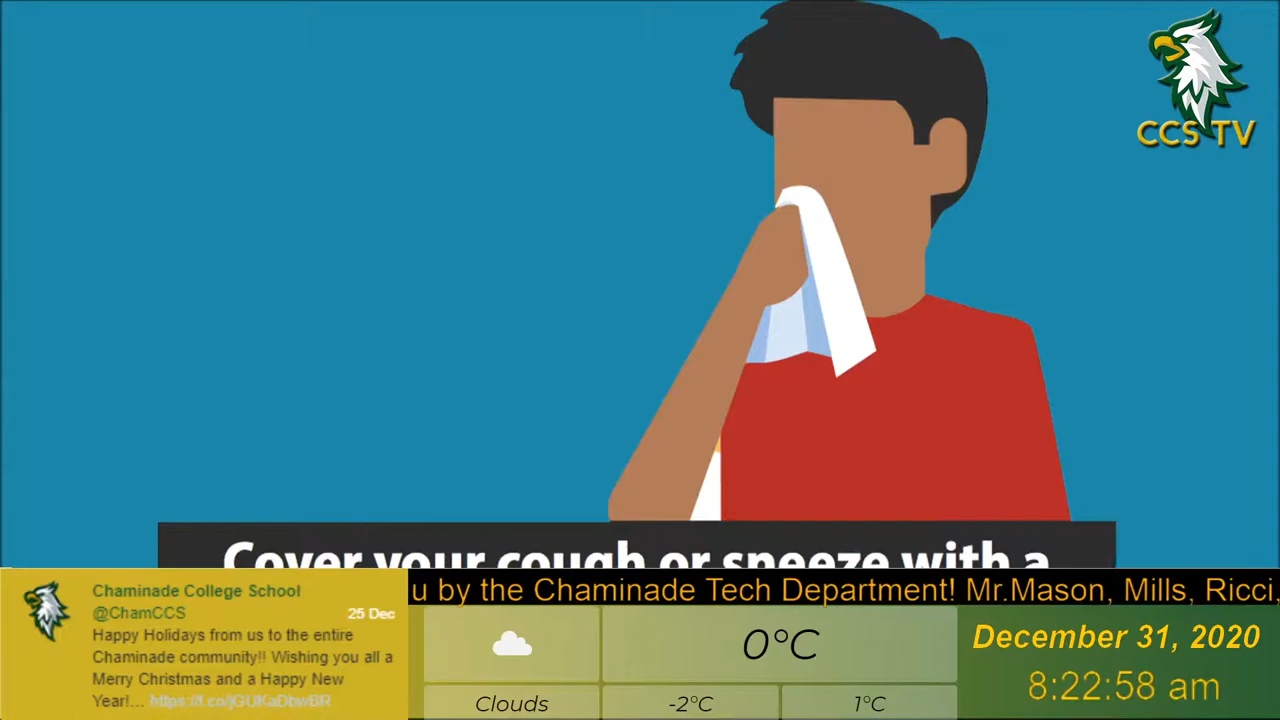 CCS TV
Cover your cough or sneeze with a
u by the Chaminade Tech Department! Mr.Mason, Mills, Ricci,
Chaminade College School
@ChamCCS
25 Dec
Happy Holidays from us to the entire
Chaminade community!! Wishing you all a
Merry Christmas and a Happy New
Year!...
0°C
Clouds
-2°C
1°C
December 31, 2020
8:22:58 am